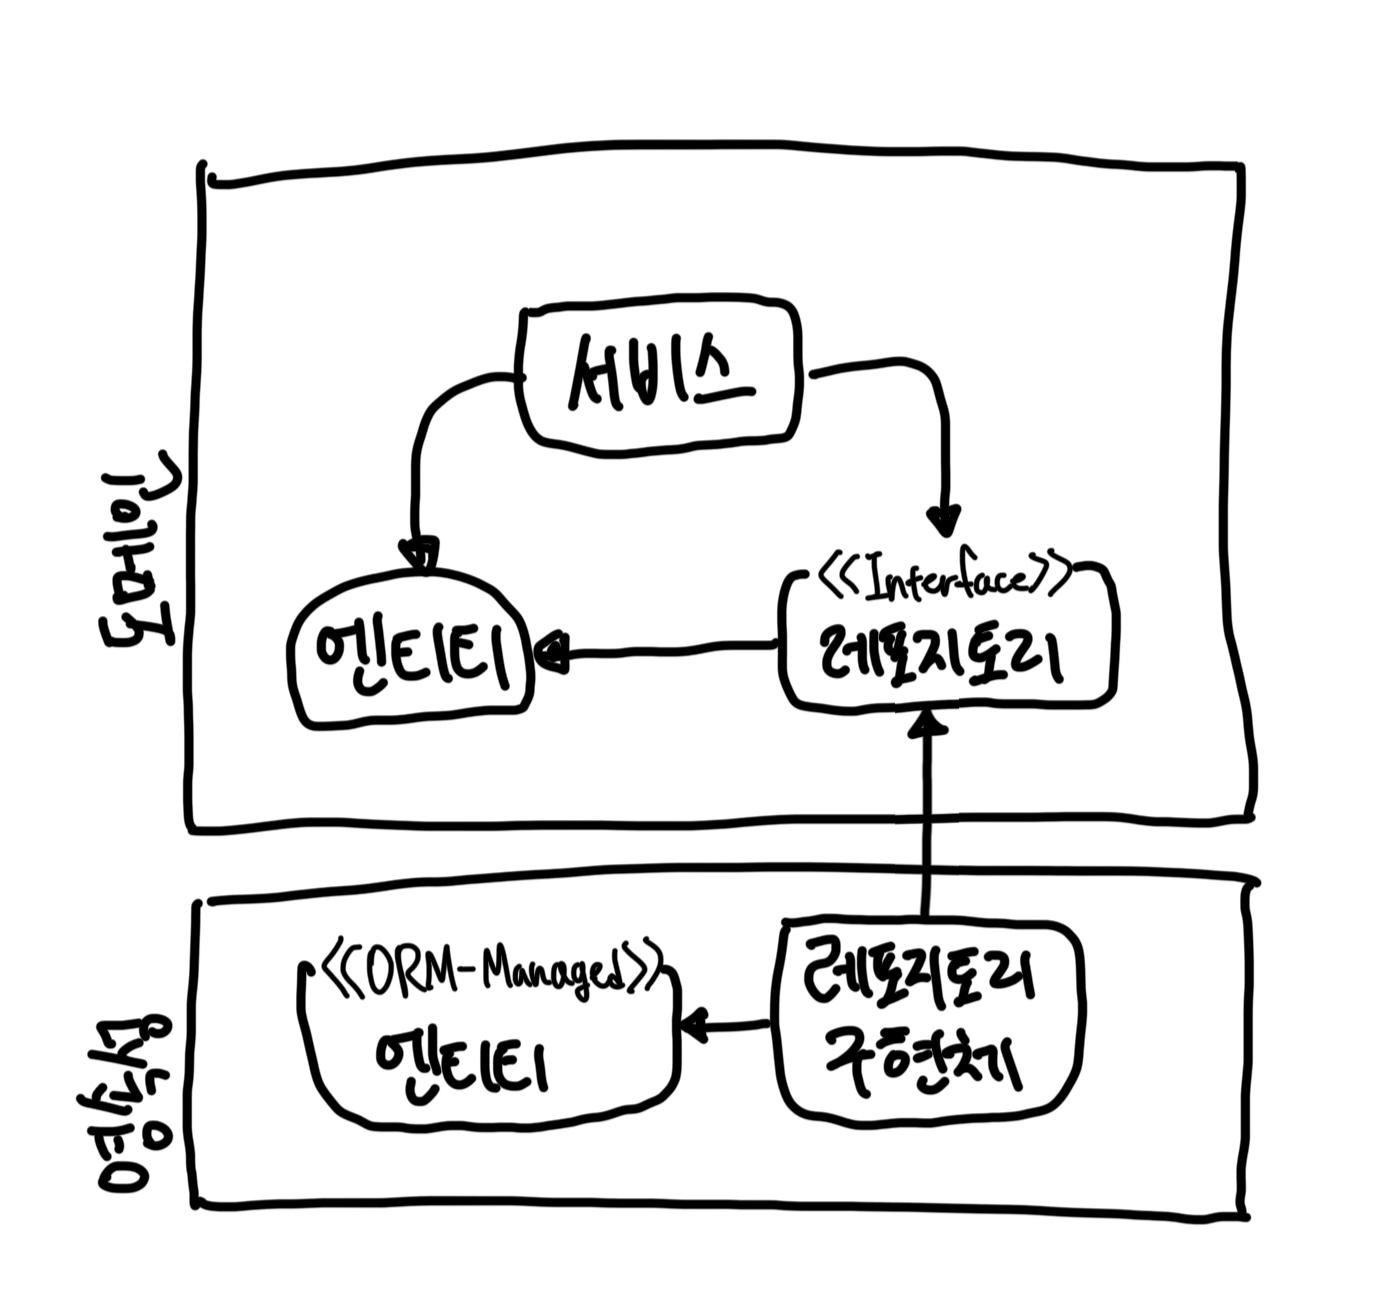 서비스
<<Interface>>
엔티티
레포지토리
도메인
<<ORM-Managed>>
엔티티
레포지토리
구현체
영속성